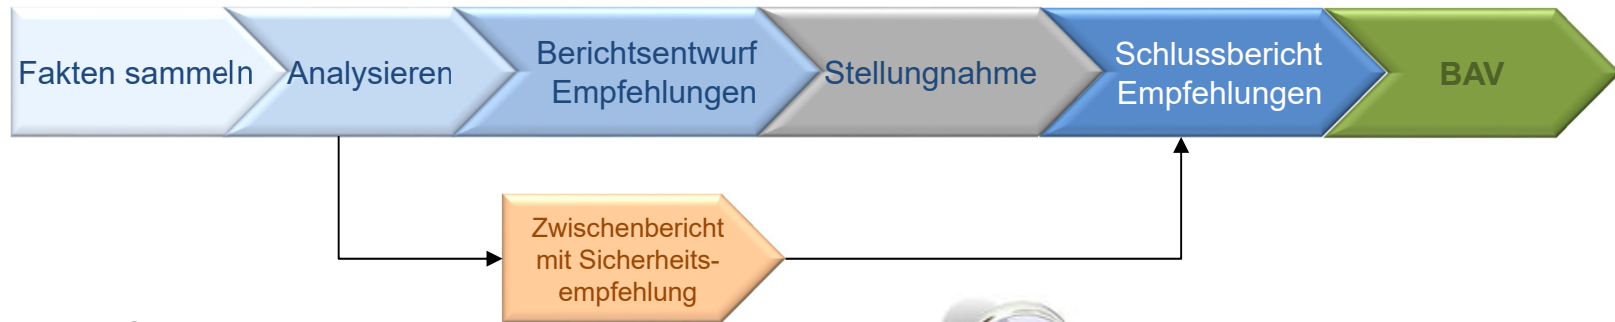 Fakten sammeln
Analysieren
Berichtsentwurf
Empfehlungen
Stellungnahme
Schlussbericht
Empfehlungen
BAV
Zwischenbericht
mit Sicherheits-
empfehlung